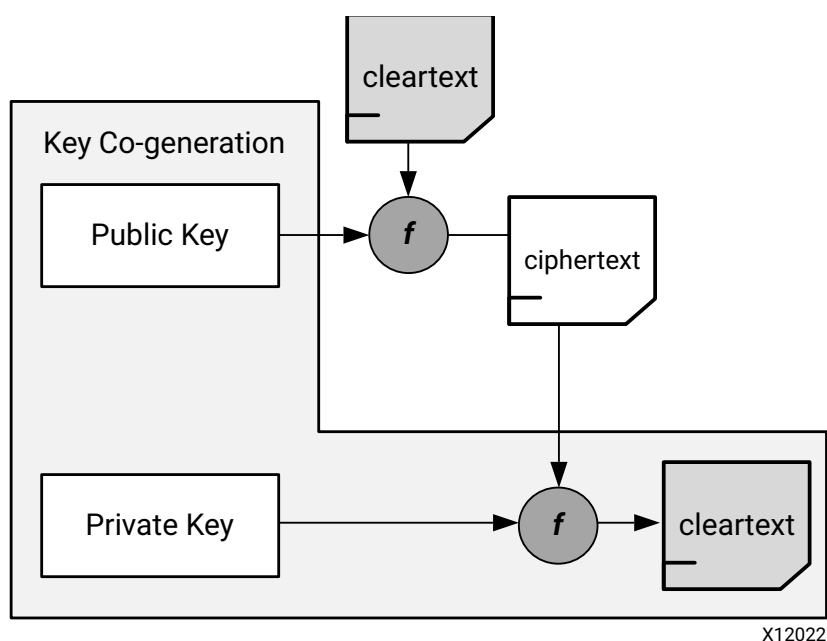 cleartext
Key Co-generation
Public Key
f
ciphertext
Private Key
f
cleartext
X12022